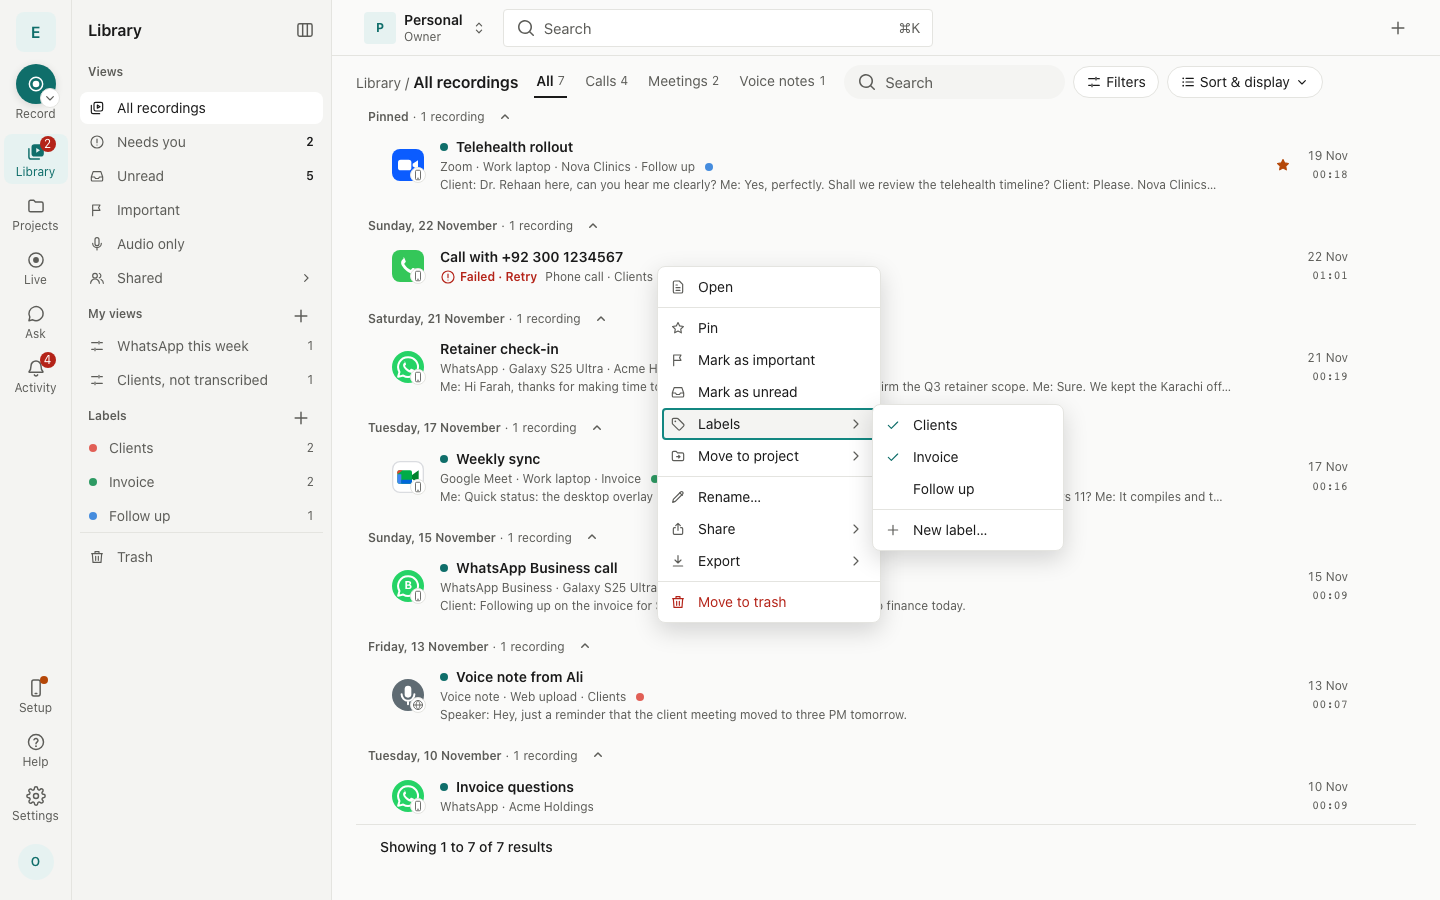 E
Record
2
Library
Projects
Live
Ask
4
Activity
Setup
Help
Settings
O
Library
Views
All recordings
Needs you 2
Unread 5
Important
Audio only
Shared
My views
WhatsApp this week 1
Clients, not transcribed 1
Labels
Clients 2
Invoice 2
Follow up 1
Trash
P
Personal
Owner
Search ⌘K
Library / All recordings
All 7
Calls 4
Meetings 2
Voice notes 1
Search
Filters
Sort & display
Pinned · 1 recording
Telehealth rollout
Zoom · Work laptop · Nova Clinics · Follow up
Client: Dr. Rehaan here, can you hear me clearly? Me: Yes, perfectly. Shall we review the telehealth timeline? Client: Please. Nova Clinics...
19 Nov
00:18
Sunday, 22 November · 1 recording
Call with +92 300 1234567
Failed · Retry Phone call · Clients
22 Nov
01:01
Saturday, 21 November · 1 recording
Retainer check-in
WhatsApp · Galaxy S25 Ultra · Acme H
Me: Hi Farah, thanks for making time to
irm the Q3 retainer scope. Me: Sure. We kept the Karachi off...
21 Nov
00:19
Tuesday, 17 November · 1 recording
Weekly sync
Google Meet · Work laptop · Invoice
Me: Quick status: the desktop overlay
s 11? Me: It compiles and t...
17 Nov
00:16
Sunday, 15 November · 1 recording
WhatsApp Business call
WhatsApp Business · Galaxy S25 Ultra
Client: Following up on the invoice for
finance today.
15 Nov
00:09
Friday, 13 November · 1 recording
Voice note from Ali
Voice note · Web upload · Clients
Speaker: Hey, just a reminder that the client meeting moved to three PM tomorrow.
13 Nov
00:07
Tuesday, 10 November · 1 recording
Invoice questions
WhatsApp · Acme Holdings
10 Nov
00:09
Showing 1 to 7 of 7 results
Open
Pin
Mark as important
Mark as unread
Labels
Move to project
Rename...
Share
Export
Move to trash
Clients
Invoice
Follow up
New label...